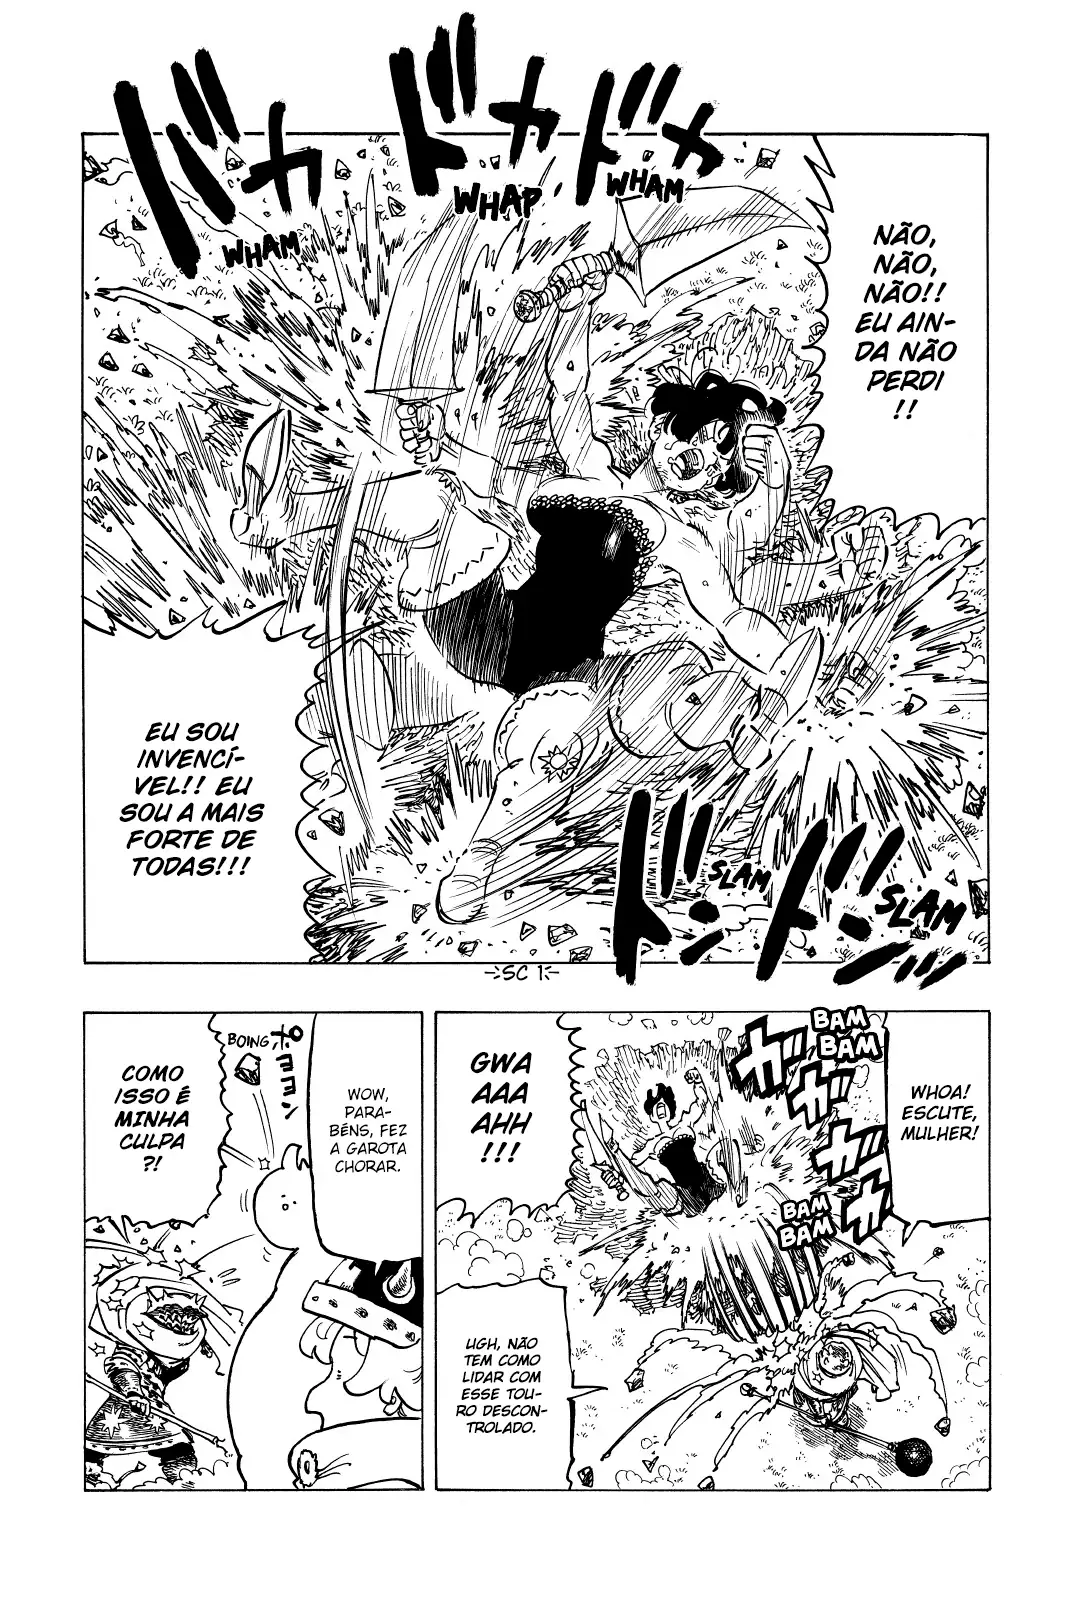 バカ
ドカ
ドカ
WHAM
WHAP
WHAM
NÃO,
NÃO,
NÃO!!
EU AIN-
DA NÃO
PERDI
!!
EU SOU
INVENCÍ-
VEL!! EU
SOU A MAIS
FORTE DE
TODAS!!!
ドン
SLAM
ドン
SLAM
SC 1
COMO
ISSO É
MINHA
CULPA
?!
BOING
WOW,
PARA-
BÉNS, FEZ
A GAROTA
CHORAR.
GWA
AAA
AHH
!!!
BAM
BAM
ガガガガ
BAM
BAM
WHOA!
ESCUTE,
MULHER!
UGH, NÃO
TEM COMO
LIDAR COM
ESSE TOU-
RO DESCON-
TROLADO.